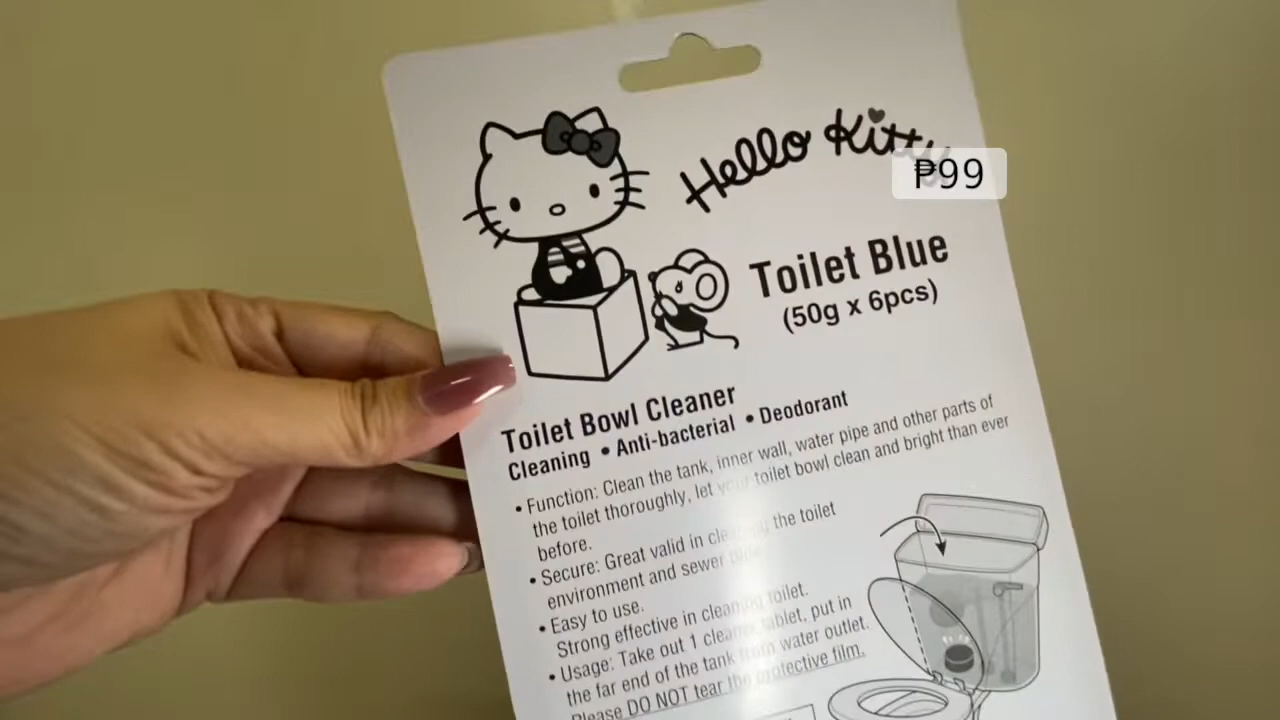 Hello Kitty
₱99
Toilet Blue
(50g x 6pcs)
Toilet Bowl Cleaner
Cleaning • Anti-bacterial • Deodorant
• Function: Clean the tank, inner wall, water pipe and other parts of
the toilet thoroughly, let your toilet bowl clean and bright than ever
before.
• Secure: Great valid in cleaning the toilet
environment and sewer
• Easy to use.
Strong effective in cleaning toilet.
• Usage: Take out 1 cleaner tablet, put in
the far end of the tank from water outlet.
Please DO NOT tear the protective film.